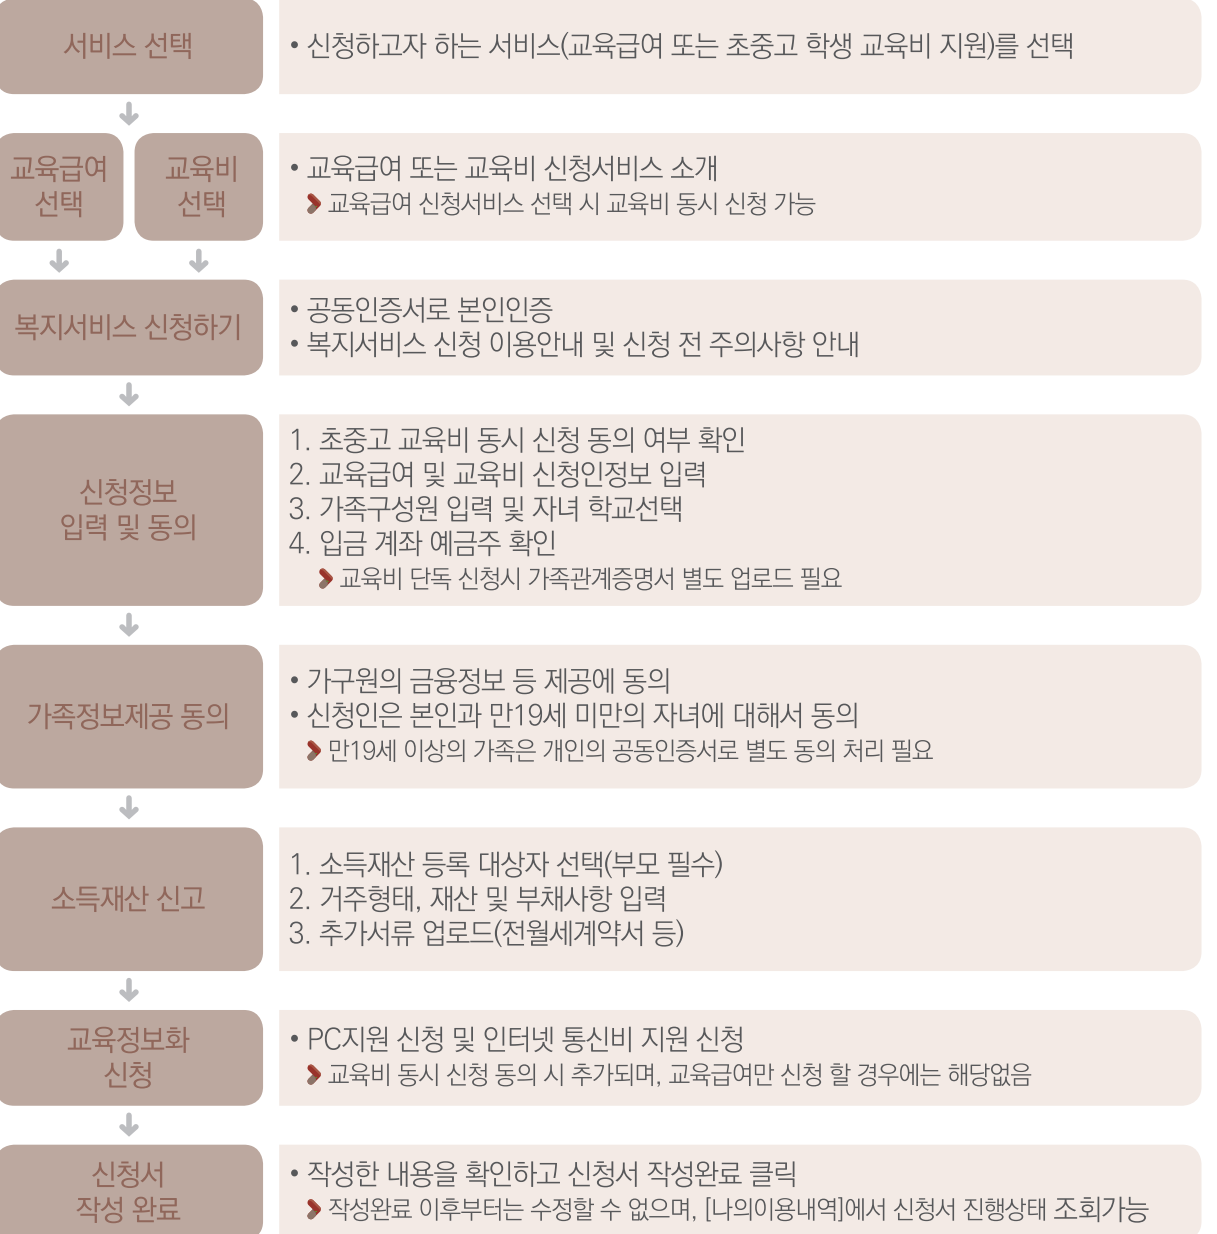 서비스 선택
• 신청하고자 하는 서비스(교육급여 또는 초중고 학생 교육비 지원)를 선택
교육급여
선택
교육비
선택
• 교육급여 또는 교육비 신청서비스 소개
교육급여 신청서비스 선택 시 교육비 동시 신청 가능
복지서비스 신청하기
• 공동인증서로 본인인증
• 복지서비스 신청 이용안내 및 신청 전 주의사항 안내
신청정보
입력 및 동의
1. 초중고 교육비 동시 신청 동의 여부 확인
2. 교육급여 및 교육비 신청인정보 입력
3. 가족구성원 입력 및 자녀 학교선택
4. 입금 계좌 예금주 확인
교육비 단독 신청시 가족관계증명서 별도 업로드 필요
가족정보제공 동의
• 가구원의 금융정보 등 제공에 동의
• 신청인은 본인과 만19세 미만의 자녀에 대해서 동의
만19세 이상의 가족은 개인의 공동인증서로 별도 동의 처리 필요
소득재산 신고
1. 소득재산 등록 대상자 선택(부모 필수)
2. 거주형태, 재산 및 부채사항 입력
3. 추가서류 업로드(전월세계약서 등)
교육정보화
신청
• PC지원 신청 및 인터넷 통신비 지원 신청
교육비 동시 신청 동의 시 추가되며, 교육급여만 신청 할 경우에는 해당없음
신청서
작성 완료
• 작성한 내용을 확인하고 신청서 작성완료 클릭
작성완료 이후부터는 수정할 수 없으며, [나의이용내역]에서 신청서 진행상태 조회가능